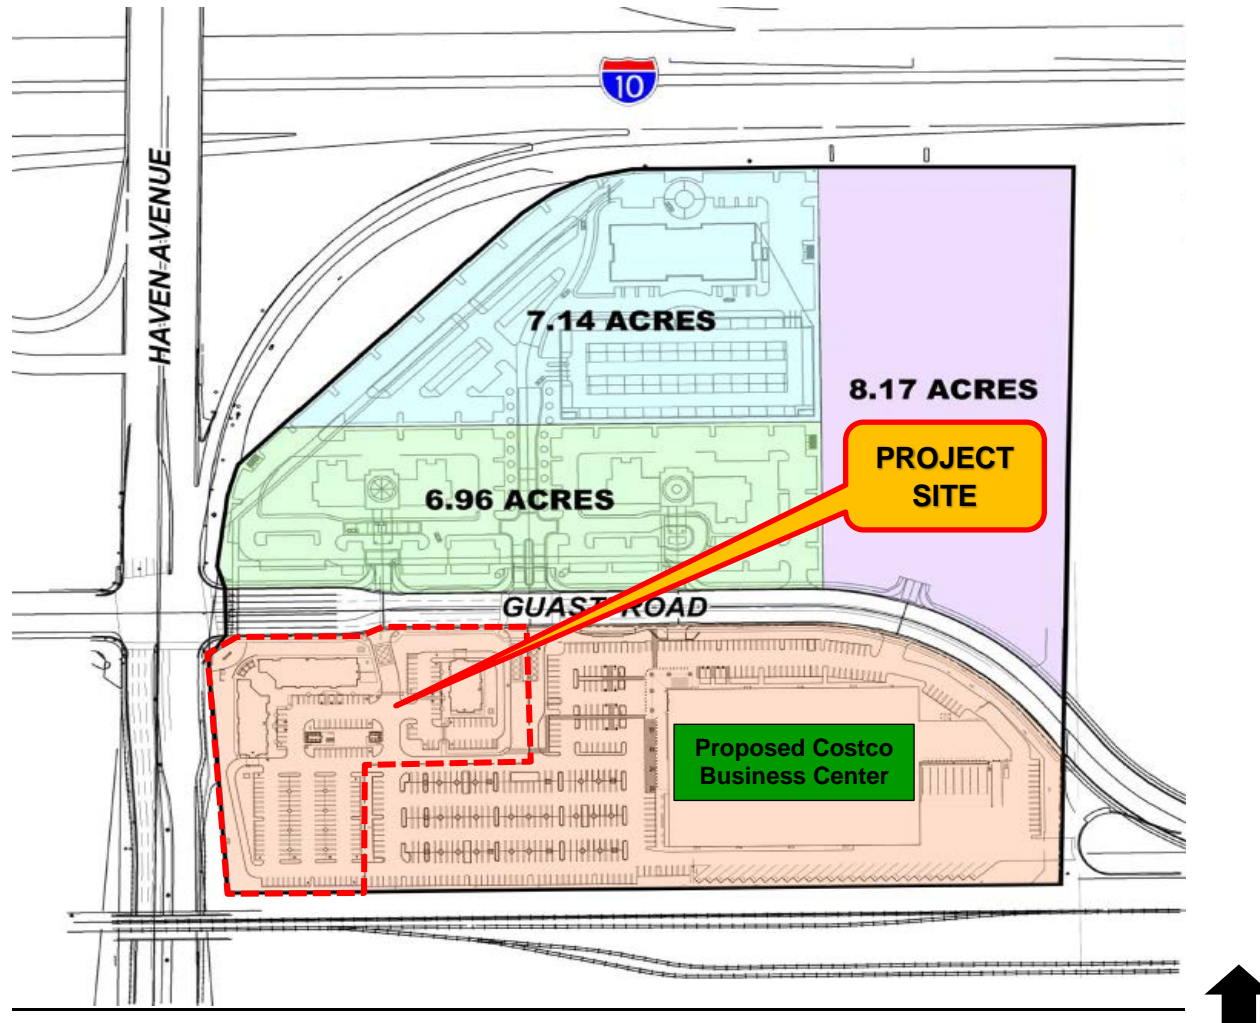 10
HAVEN AVENUE
7.14 ACRES
8.17 ACRES
PROJECT
SITE
6.96 ACRES
GUASTI ROAD
Proposed Costco
Business Center